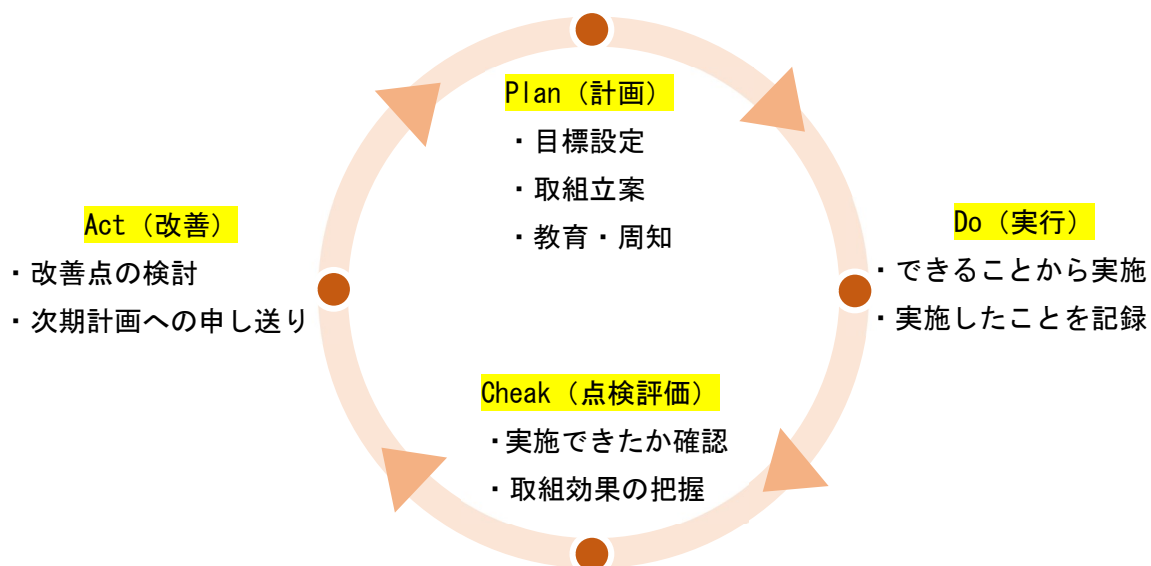 Plan（計画）
・目標設定
・取組立案
・教育・周知
Do（実行）
・できることから実施
・実施したことを記録
Cheak（点検評価）
・実施できたか確認
・取組効果の把握
Act（改善）
・改善点の検討
・次期計画への申し送り